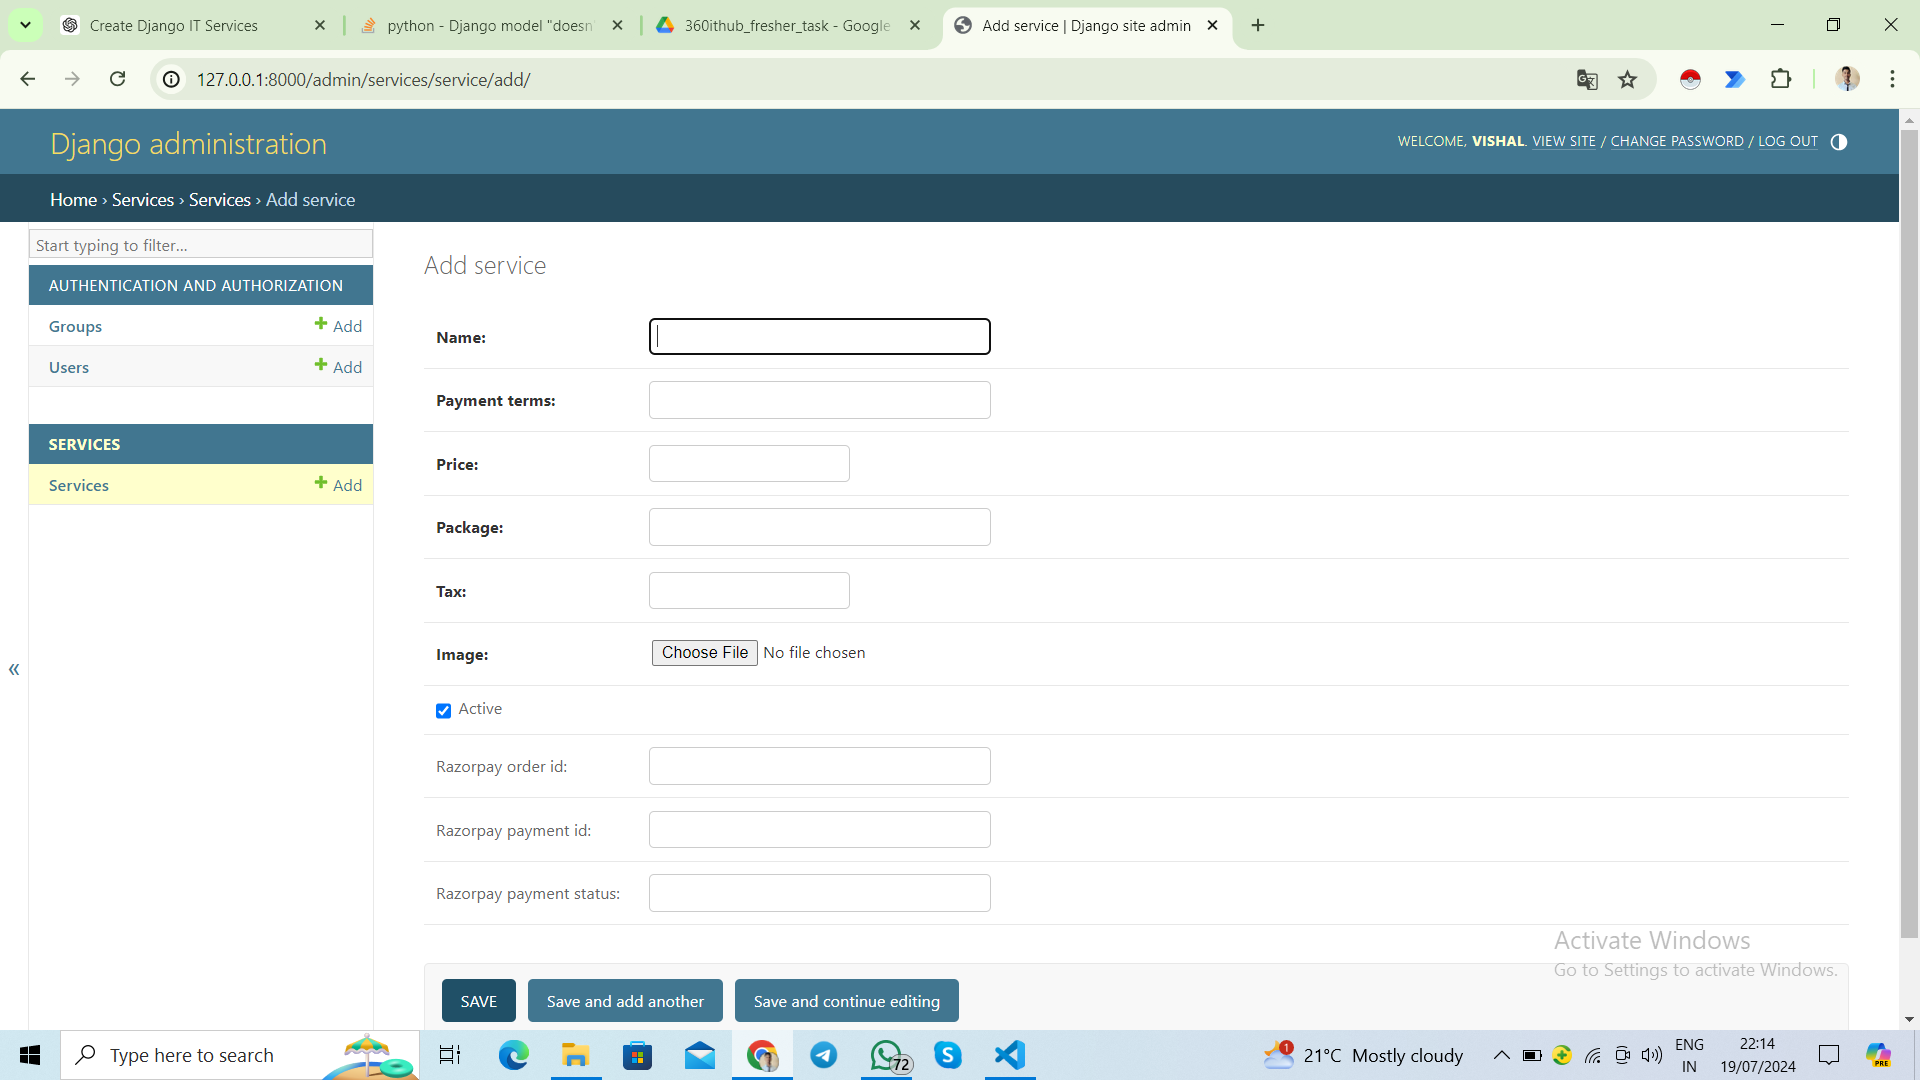 Create Django IT Services
python - Django model "doesn'
360ithub_fresher_task - Google
Add service | Django site admin
127.0.0.1:8000/admin/services/service/add/
Django administration
WELCOME, VISHAL. VIEW SITE / CHANGE PASSWORD / LOG OUT
Home › Services › Services › Add service
Start typing to filter...
AUTHENTICATION AND AUTHORIZATION
Groups Add
Users Add
SERVICES
Services Add
«
Add service
Name:
Payment terms:
Price:
Package:
Tax:
Image: Choose File No file chosen
Active
Razorpay order id:
Razorpay payment id:
Razorpay payment status:
SAVE Save and add another Save and continue editing
Activate Windows
Go to Settings to activate Windows.
Type here to search
72
1
21°C Mostly cloudy
ENG
IN
22:14
19/07/2024
PRE